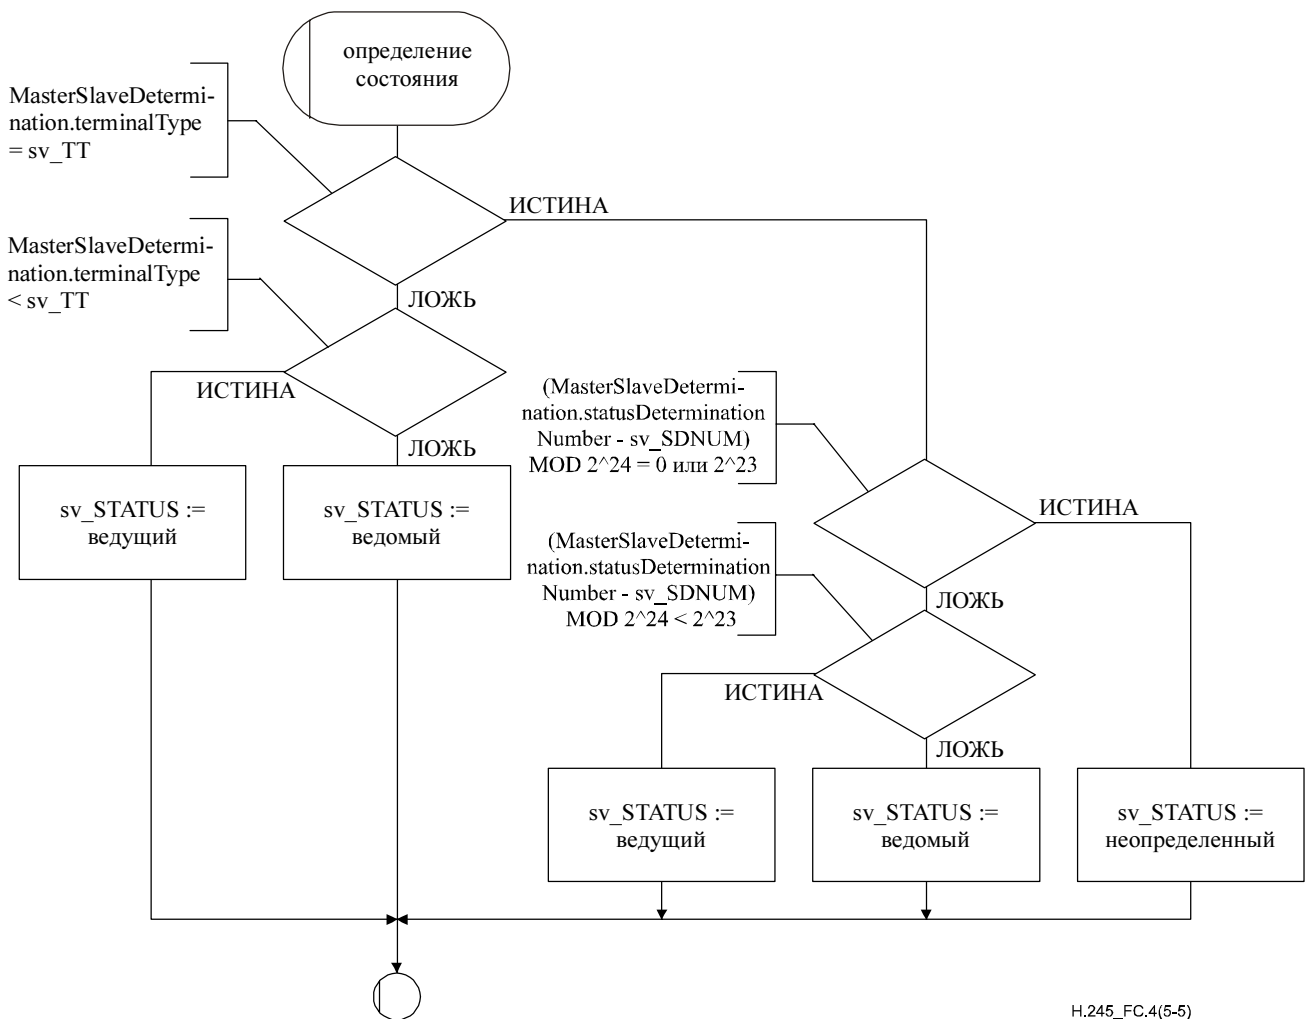 определение
состояния
MasterSlaveDetermi-
nation.terminalType
= sv_TT
ИСТИНА
MasterSlaveDetermi-
nation.terminalType
< sv_TT
ЛОЖЬ
ИСТИНА
(MasterSlaveDetermi-
nation.statusDetermination
Number - sv_SDNUM)
MOD 2^24 = 0 или 2^23
ЛОЖЬ
sv_STATUS :=
ведущий
sv_STATUS :=
ведомый
ИСТИНА
(MasterSlaveDetermi-
nation.statusDetermination
Number - sv_SDNUM)
MOD 2^24 < 2^23
ЛОЖЬ
ИСТИНА
ЛОЖЬ
sv_STATUS :=
ведущий
sv_STATUS :=
ведомый
sv_STATUS :=
неопределенный
H.245_FC.4(5-5)